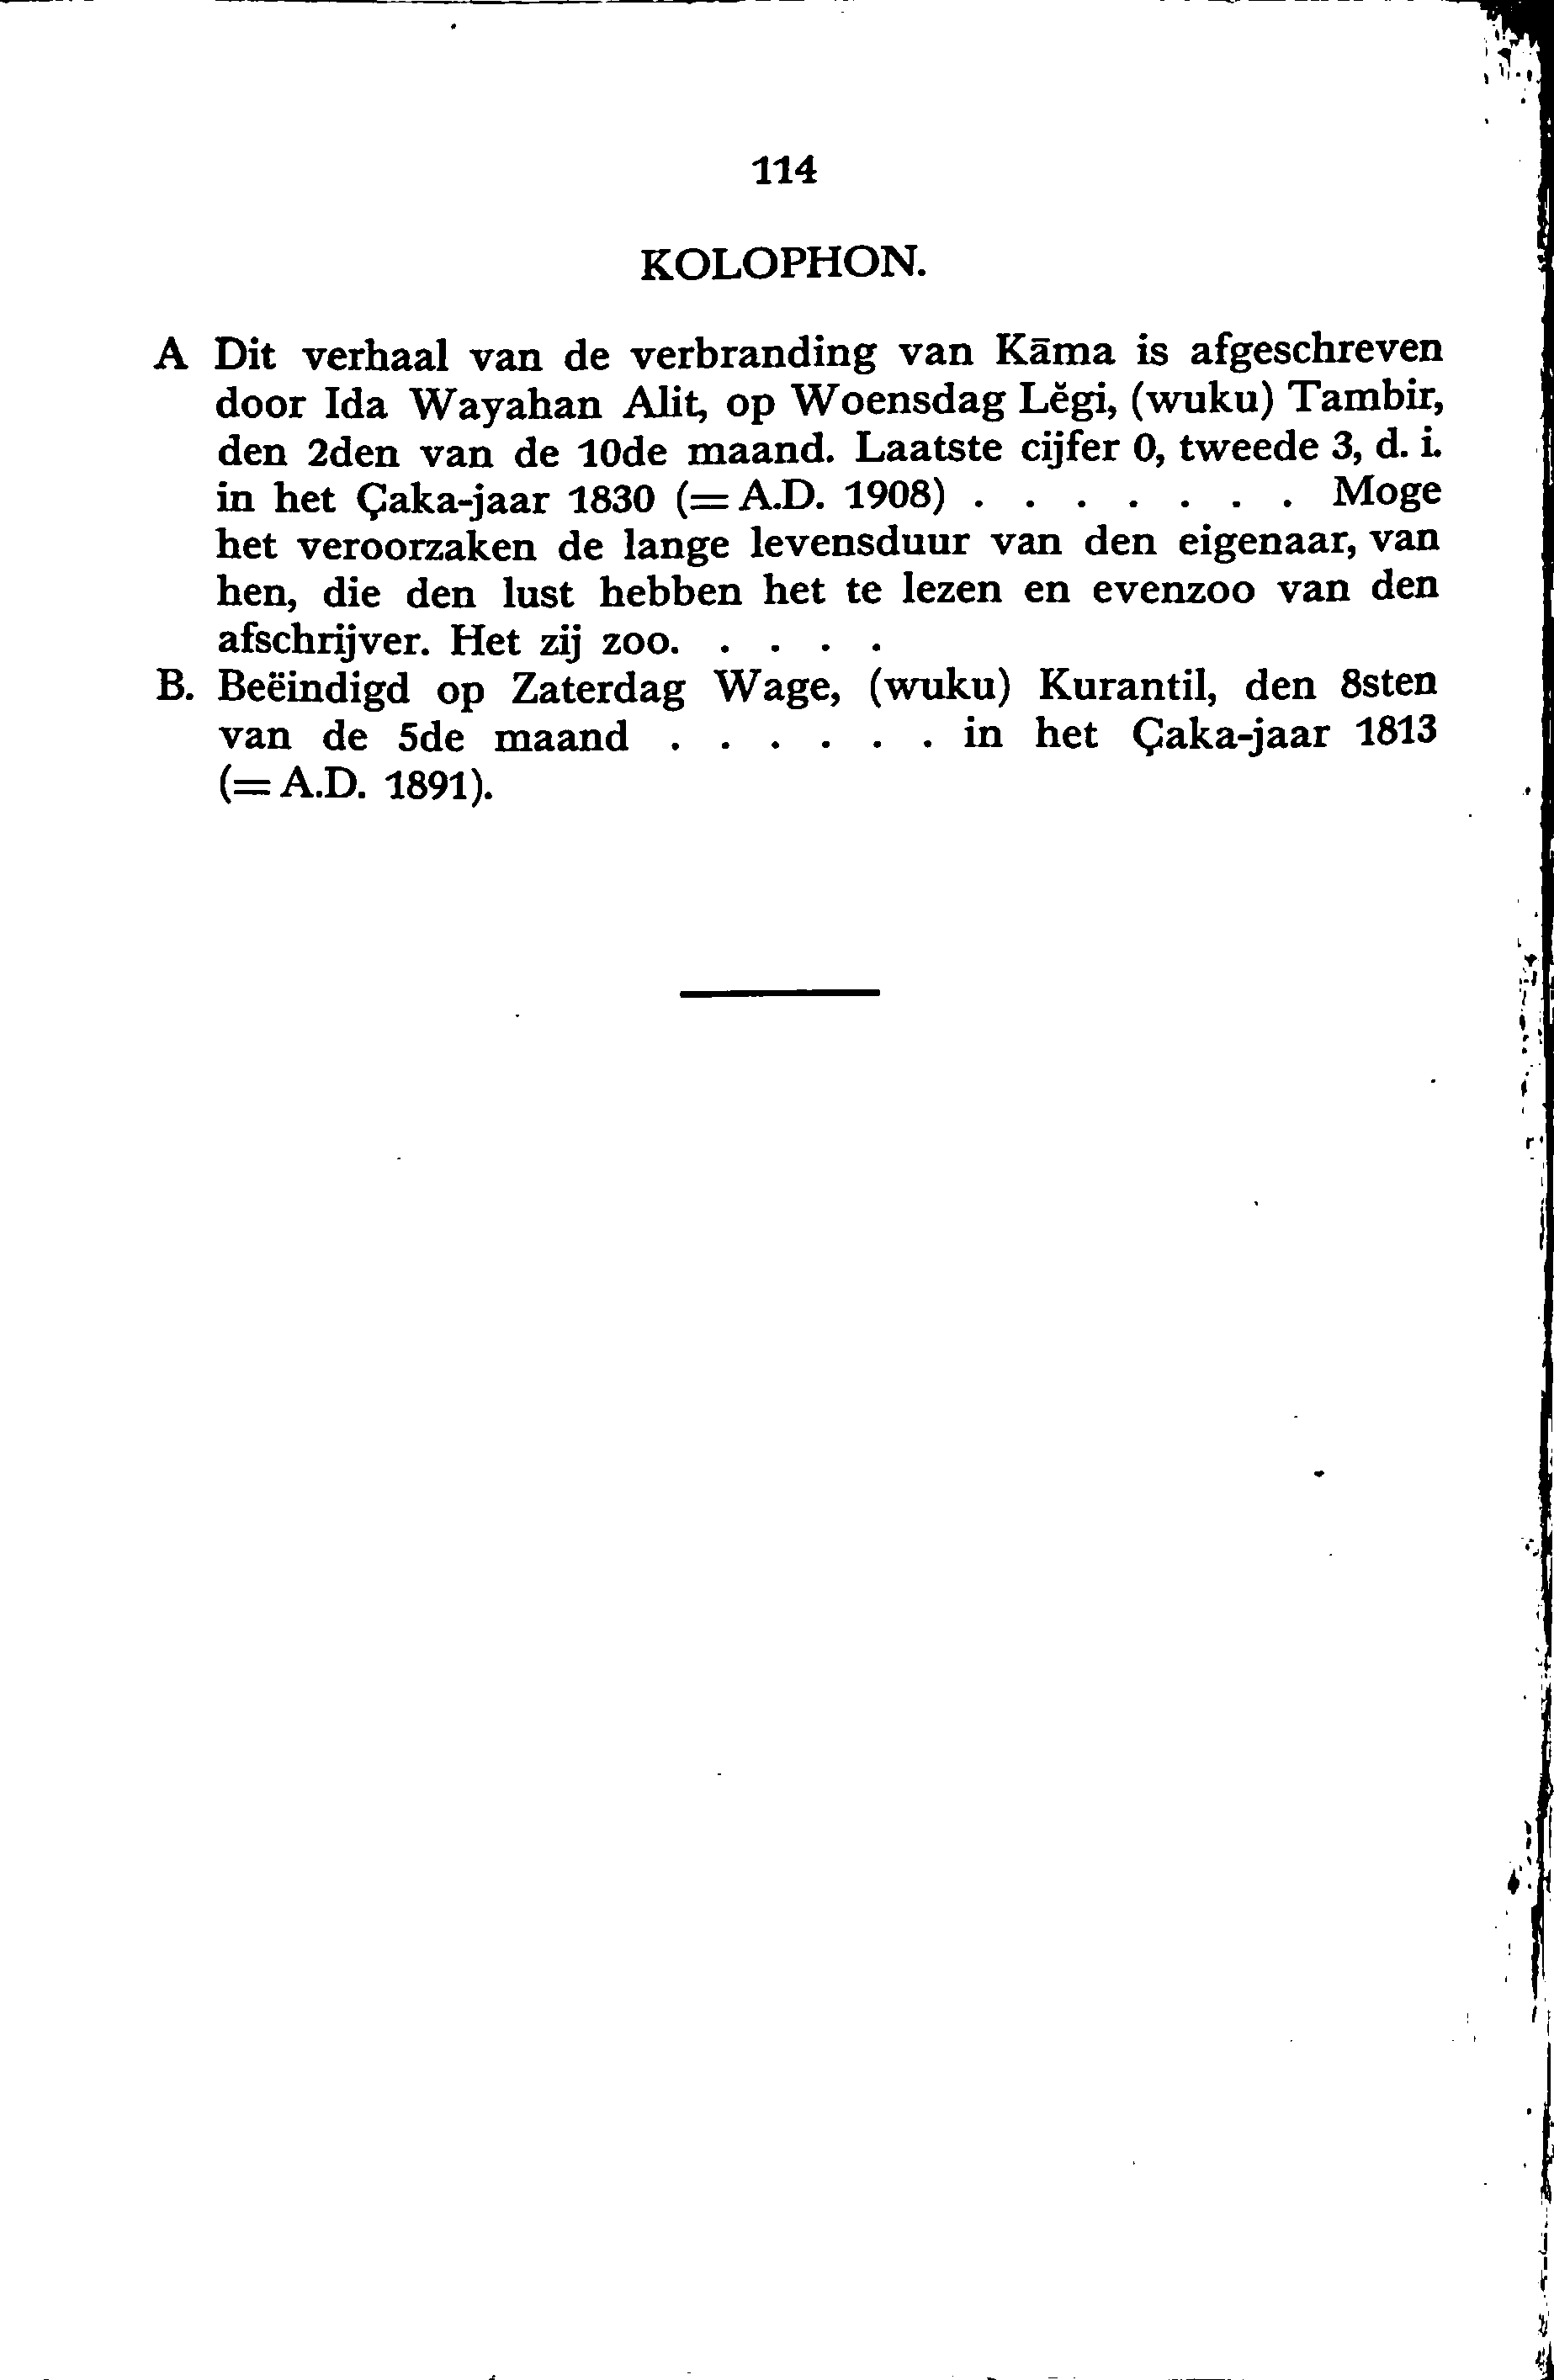 114
KOLOPHON.
A Dit verhaal van de verbranding van Kāma is afgeschreven
door Ida Wayahan Alit, op Woensdag Lĕgi, (wuku) Tambir,
den 2den van de 10de maand. Laatste cijfer 0, tweede 3, d. i.
in het Çaka-jaar 1830 (= A.D. 1908) . . . . . . . Moge
het veroorzaken de lange levensduur van den eigenaar, van
hen, die den lust hebben het te lezen en evenzoo van den
afschrijver. Het zij zoo. . . . .
B. Beëindigd op Zaterdag Wage, (wuku) Kurantil, den 8sten
van de 5de maand . . . . . . in het Çaka-jaar 1813
(= A.D. 1891).